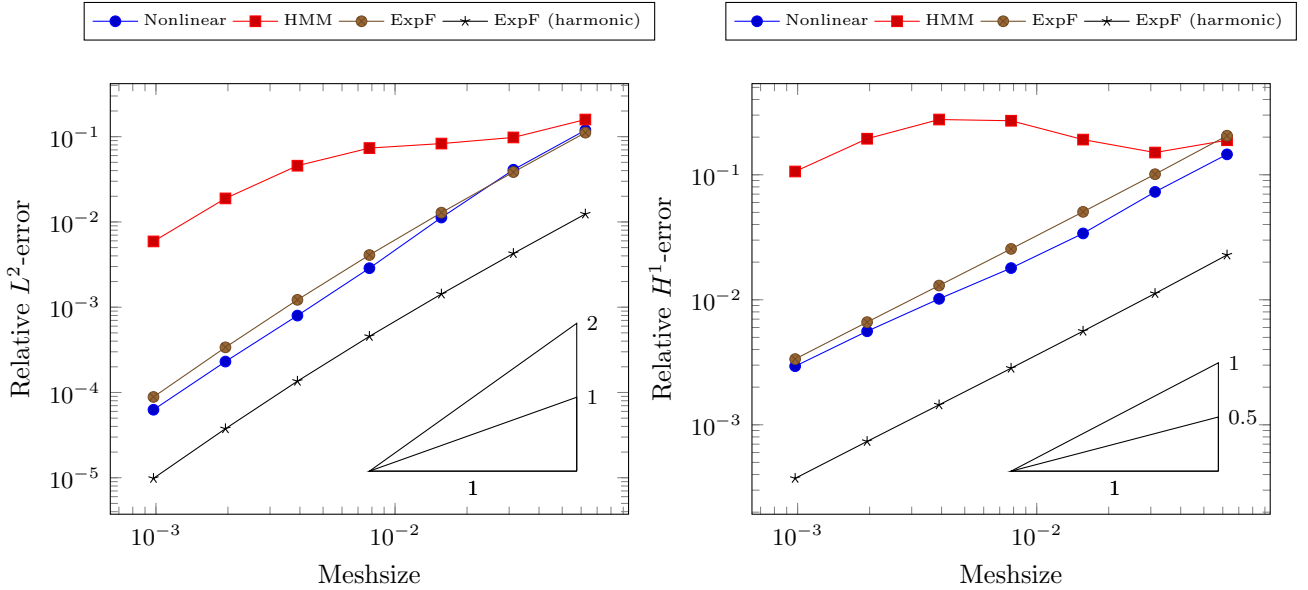 Nonlinear HMM ExpF ExpF (harmonic)
10⁻¹
10⁻²
10⁻³
10⁻⁴
10⁻⁵
Relative L²-error
2
1
1
10⁻³ 10⁻²
Meshsize
Nonlinear HMM ExpF ExpF (harmonic)
10⁻¹
10⁻²
10⁻³
Relative H¹-error
1
0.5
1
10⁻³ 10⁻²
Meshsize